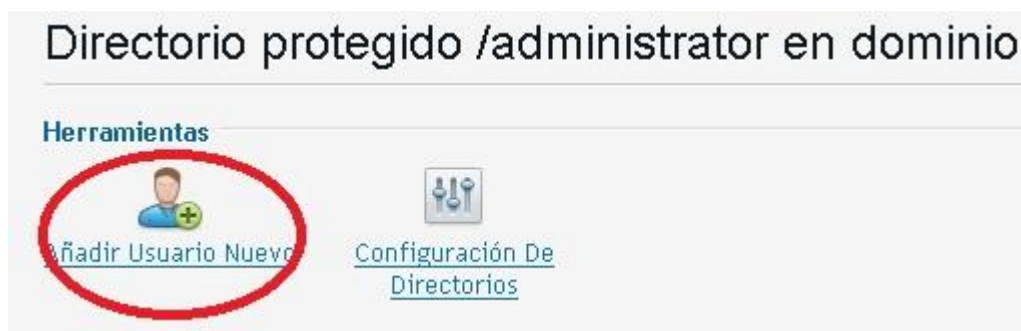 Directorio protegido /administrator en dominio
Herramientas
Añadir Usuario Nuevo
Configuración De
Directorios